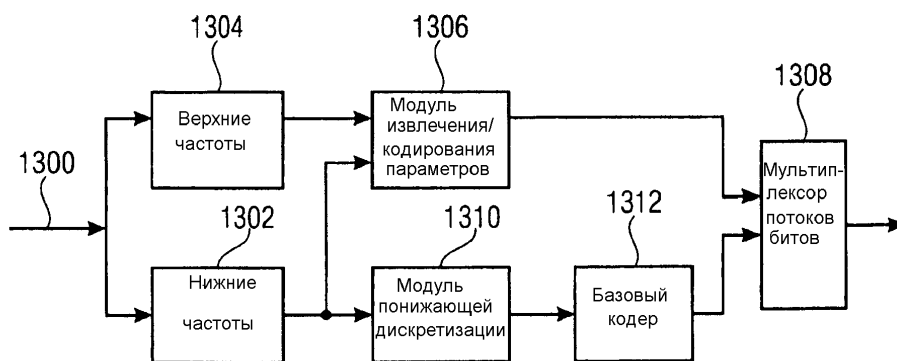 1304
1306
1308
Верхние
частоты
Модуль
извлечения/
кодирования
параметров
1300
Мультип-
лексор
потоков
битов
1302
1310
1312
Нижние
частоты
Модуль
понижающей
дискретизации
Базовый
кодер